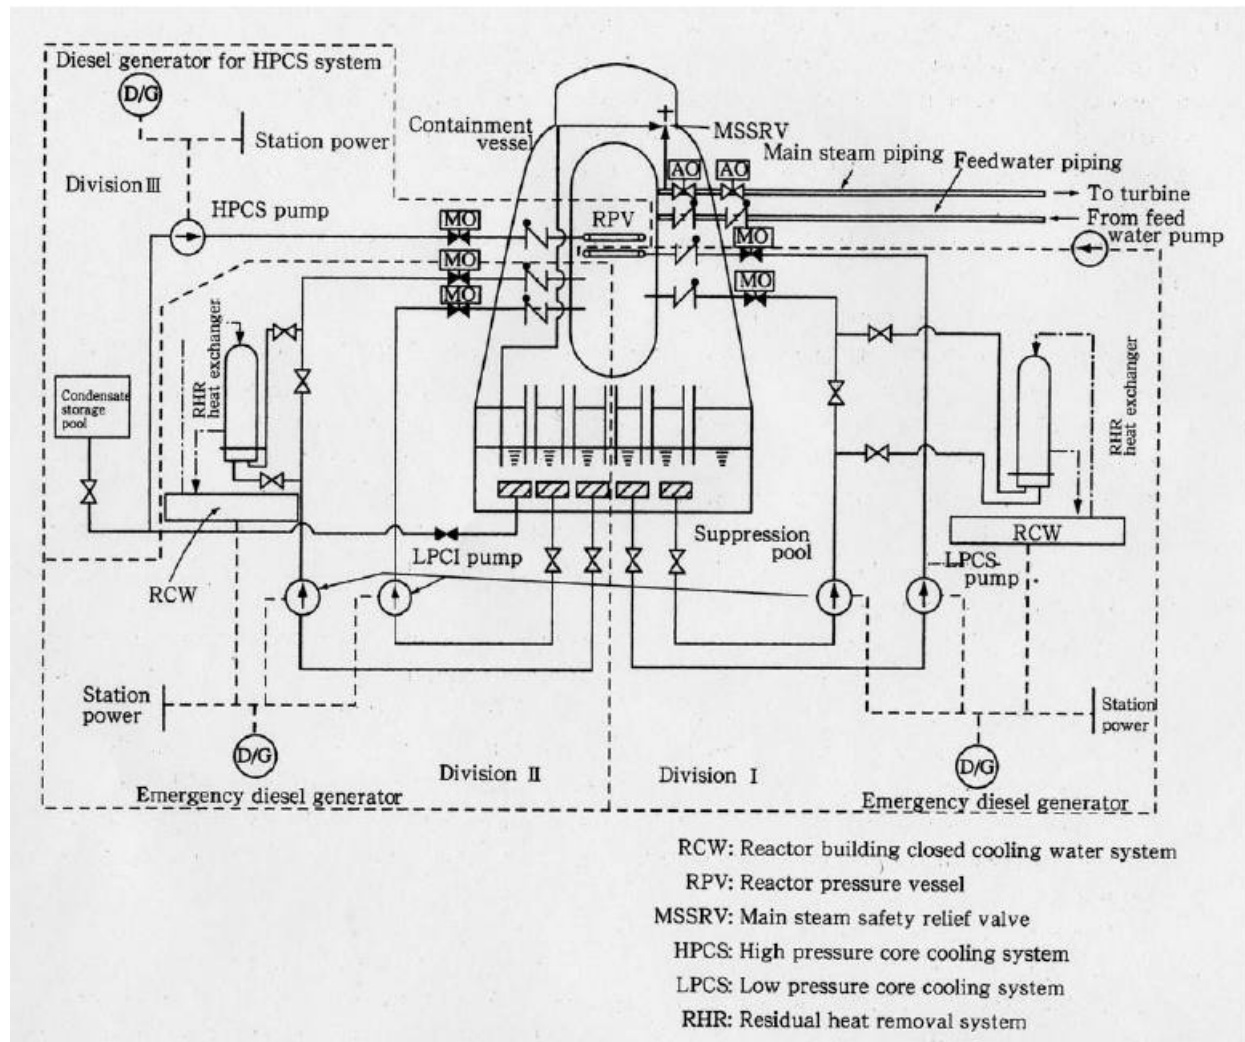 Diesel generator for HPCS system
D/G
Station power
Division III
HPCS pump
Containment
vessel
MSSRV
AO
AO
Main steam piping
Feedwater piping
To turbine
From feed
water pump
MO
RPV
MO
MO
MO
MO
RHR
heat exchanger
Condensate
storage
pool
RHR
heat exchanger
RCW
Suppression
pool
LPCI pump
LPCS
pump
RCW
Station
power
Station
power
D/G
D/G
Division II
Division I
Emergency diesel generator
Emergency diesel generator
RCW: Reactor building closed cooling water system
RPV: Reactor pressure vessel
MSSRV: Main steam safety relief valve
HPCS: High pressure core cooling system
LPCS: Low pressure core cooling system
RHR: Residual heat removal system